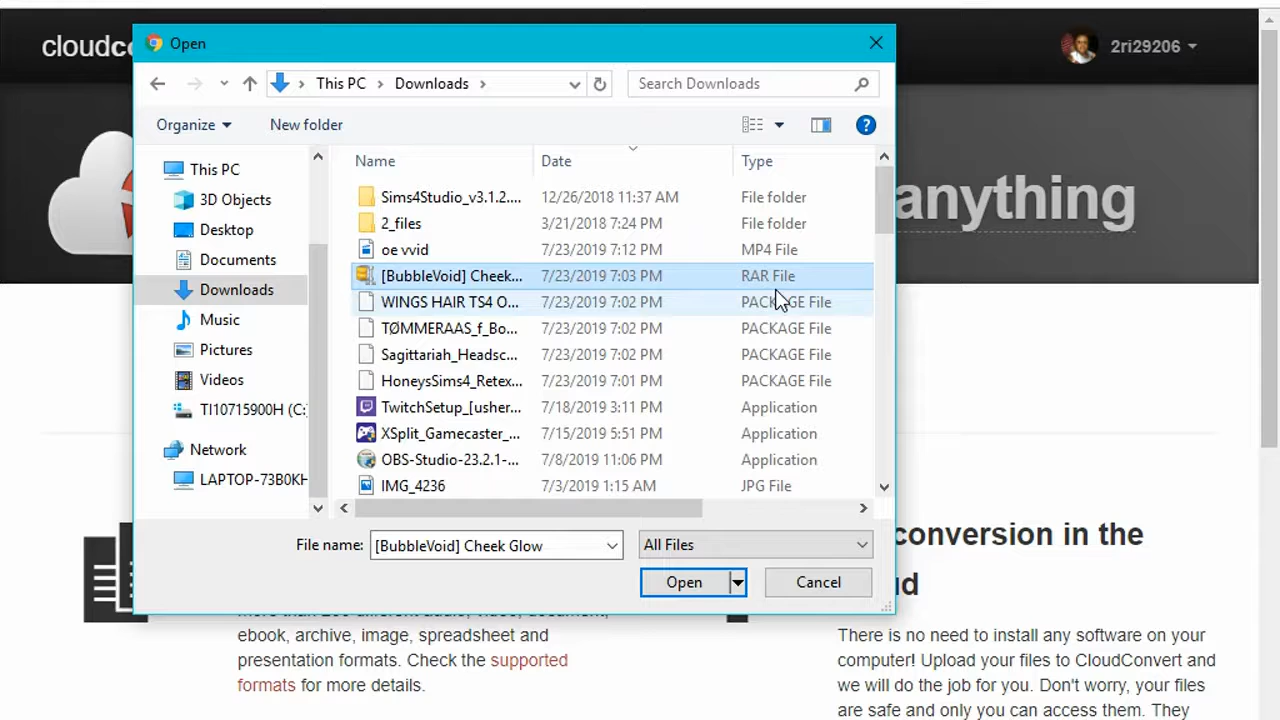 cloudco
2ri29206
anything
Open
This PC
Downloads
Search Downloads
Organize
New folder
?
This PC
3D Objects
Desktop
Documents
Downloads
Music
Pictures
Videos
TI10715900H (C:
Network
LAPTOP-73B0KH
Name Date Type
Sims4Studio_v3.1.2.... 12/26/2018 11:37 AM File folder
2_files 3/21/2018 7:24 PM File folder
oe vvid 7/23/2019 7:12 PM MP4 File
[BubbleVoid] Cheek... 7/23/2019 7:03 PM RAR File
WINGS HAIR TS4 O... 7/23/2019 7:02 PM PACKAGE File
TØMMERAAS_f_Bo... 7/23/2019 7:02 PM PACKAGE File
Sagittariah_Headsc... 7/23/2019 7:02 PM PACKAGE File
HoneysSims4_Retex... 7/23/2019 7:01 PM PACKAGE File
TwitchSetup_[usher... 7/18/2019 3:11 PM Application
XSplit_Gamecaster_... 7/15/2019 5:51 PM Application
OBS-Studio-23.2.1-... 7/8/2019 11:06 PM Application
IMG_4236 7/3/2019 1:15 AM JPG File
File name: [BubbleVoid] Cheek Glow All Files
Open Cancel
ebook, archive, image, spreadsheet and
presentation formats. Check the supported
formats for more details.
conversion in the
d
There is no need to install any software on your
computer! Upload your files to CloudConvert and
we will do the job for you. Don't worry, your files
are safe and only you can access them. They